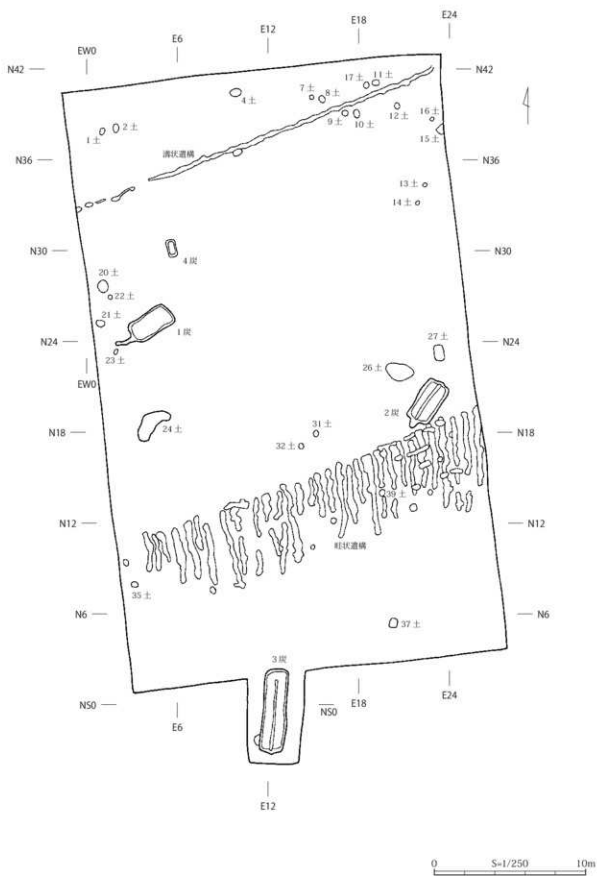 E24
E18
E12
E6
EW0
N42
N42
17土
11土
7土
8土
4土
12土
16土
1土
2土
9土
10土
15土
N36
溝状遺構
N36
13土
14土
N30
N30
4炭
20土
22土
1炭
21土
27土
N24
N24
23土
26土
EW0
2炭
24土
31土
N18
N18
32土
39土
N12
N12
畦状遺構
35土
N6
N6
37土
3炭
NS0
NS0
E24
E18
E6
E12
0
S=1/250
10m